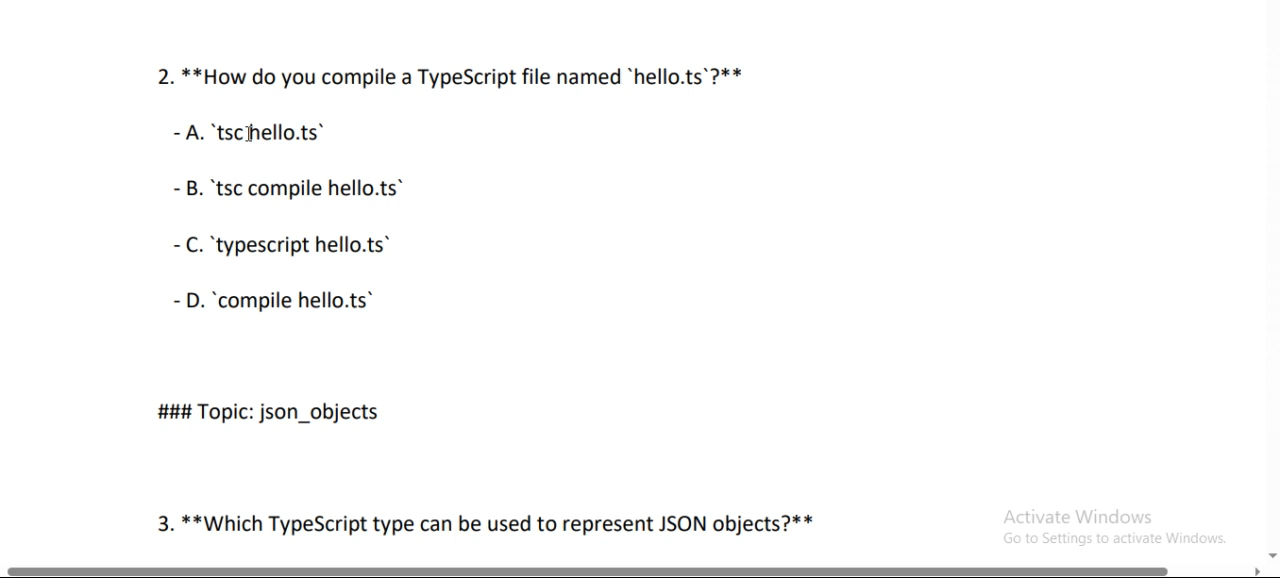 2. **How do you compile a TypeScript file named `hello.ts`?**
- A. `tsc hello.ts`
- B. `tsc compile hello.ts`
- C. `typescript hello.ts`
- D. `compile hello.ts`
### Topic: json_objects
3. **Which TypeScript type can be used to represent JSON objects?**
Activate Windows
Go to Settings to activate Windows.